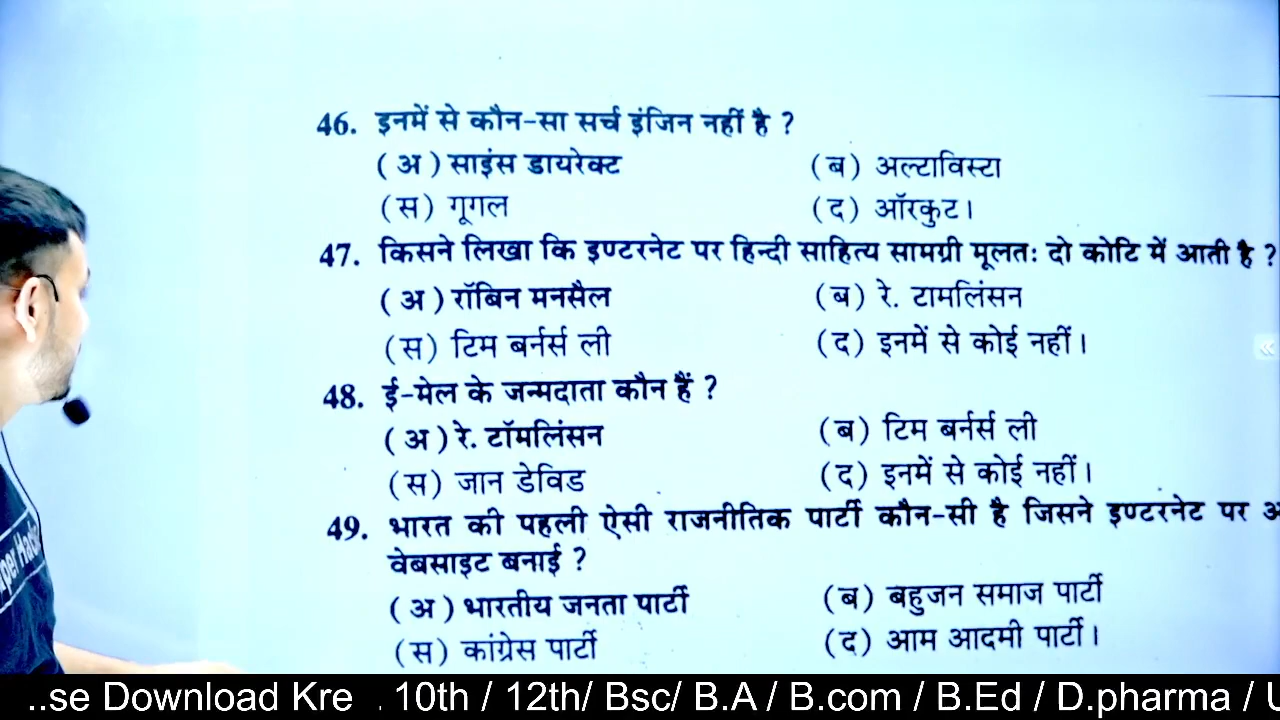 46. इनमें से कौन-सा सर्च इंजिन नहीं है ?
(अ) साइंस डायरेक्ट (ब) अल्टाविस्टा
(स) गूगल (द) ऑरकुट।
47. किसने लिखा कि इण्टरनेट पर हिन्दी साहित्य सामग्री मूलतः दो कोटि में आती है ?
(अ) रॉबिन मनसैल (ब) रे. टामलिंसन
(स) टिम बर्नर्स ली (द) इनमें से कोई नहीं।
48. ई-मेल के जन्मदाता कौन हैं ?
(अ) रे. टॉमलिंसन (ब) टिम बर्नर्स ली
(स) जान डेविड (द) इनमें से कोई नहीं।
49. भारत की पहली ऐसी राजनीतिक पार्टी कौन-सी है जिसने इण्टरनेट पर
वेबसाइट बनाई ?
(अ) भारतीय जनता पार्टी (ब) बहुजन समाज पार्टी
(स) कांग्रेस पार्टी (द) आम आदमी पार्टी।
..se Download Kre . 10th / 12th/ Bsc/ B.A / B.com / B.Ed / D.pharma /